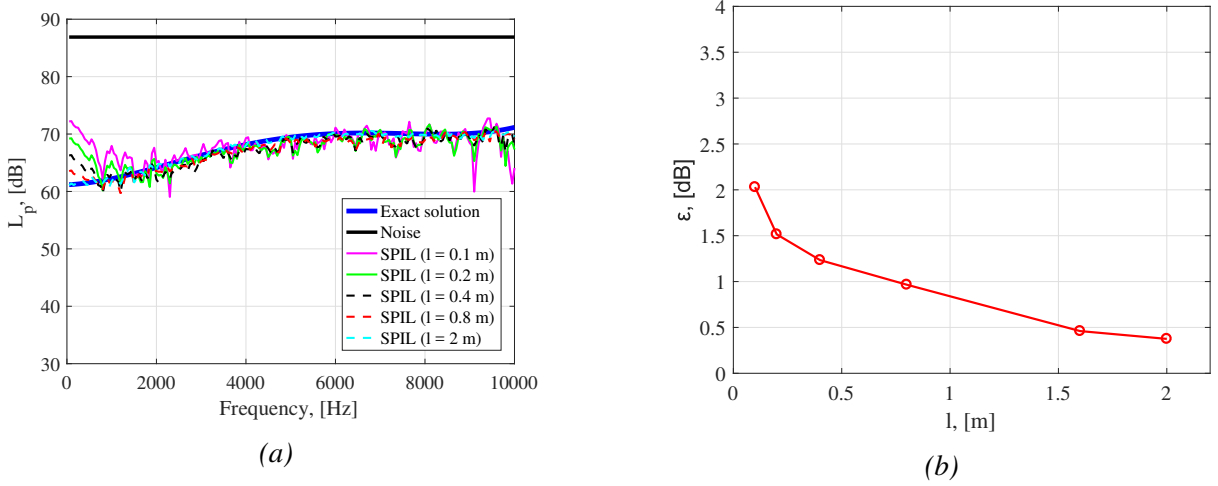 90
80
70
60
50
40
30
L_p, [dB]
Exact solution
Noise
SPIL (l = 0.1 m)
SPIL (l = 0.2 m)
SPIL (l = 0.4 m)
SPIL (l = 0.8 m)
SPIL (l = 2 m)
0 2000 4000 6000 8000 10000
Frequency, [Hz]
(a)
4
3.5
3
2.5
2
1.5
1
0.5
0
ε, [dB]
0 0.5 1 1.5 2
l, [m]
(b)